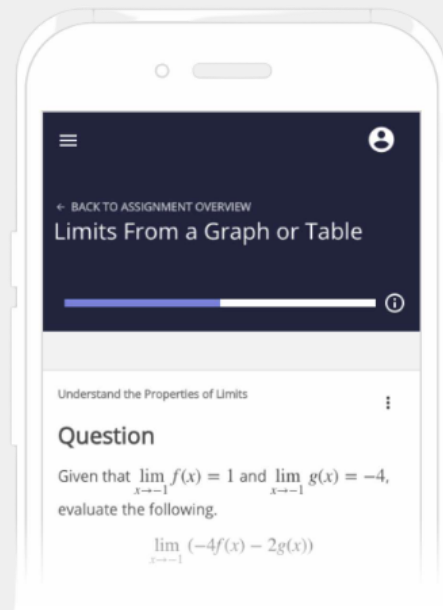 ← BACK TO ASSIGNMENT OVERVIEW
Limits From a Graph or Table
Understand the Properties of Limits
Question
Given that lim x→−1 f(x) = 1 and lim x→−1 g(x) = −4,
evaluate the following.
lim x→−1 (−4f(x) − 2g(x))